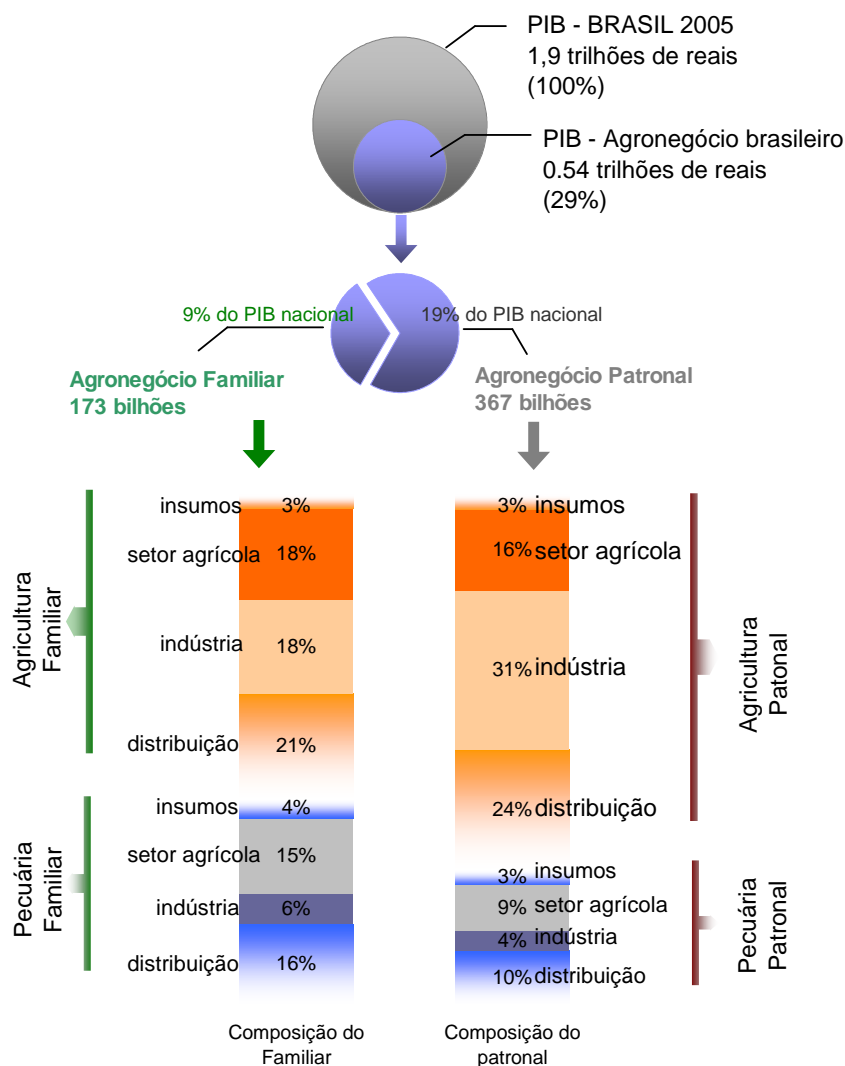 PIB - BRASIL 2005
1,9 trilhões de reais
(100%)
PIB - Agronegócio brasileiro
0.54 trilhões de reais
(29%)
9% do PIB nacional
19% do PIB nacional
Agronegócio Familiar
173 bilhões
Agronegócio Patronal
367 bilhões
Agricultura
Familiar
insumos 3%
setor agrícola 18%
indústria 18%
distribuição 21%
Pecuária
Familiar
insumos 4%
setor agrícola 15%
indústria 6%
distribuição 16%
Composição do
Familiar
3% insumos
16% setor agrícola
31% indústria
24% distribuição
Agricultura
Patonal
3% insumos
9% setor agrícola
4% indústria
10% distribuição
Pecuária
Patronal
Composição do
patronal